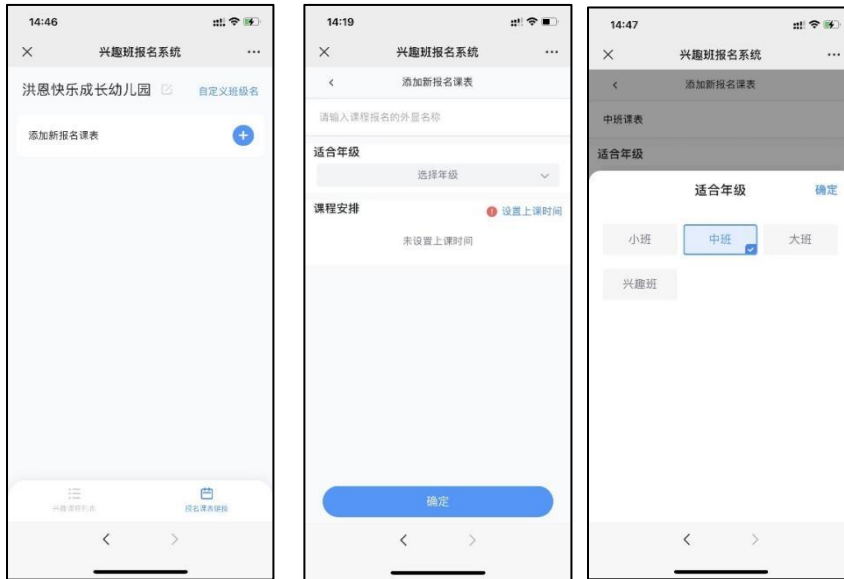 14:46
兴趣班报名系统
洪恩快乐成长幼儿园
自定义班级名
添加新报名课表
兴趣课程列表
报名课表链接
14:19
兴趣班报名系统
添加新报名课表
请输入课程报名的外显名称
适合年级
选择年级
课程安排
设置上课时间
未设置上课时间
确定
14:47
兴趣班报名系统
添加新报名课表
中班课表
适合年级
适合年级
确定
小班
中班
大班
兴趣班